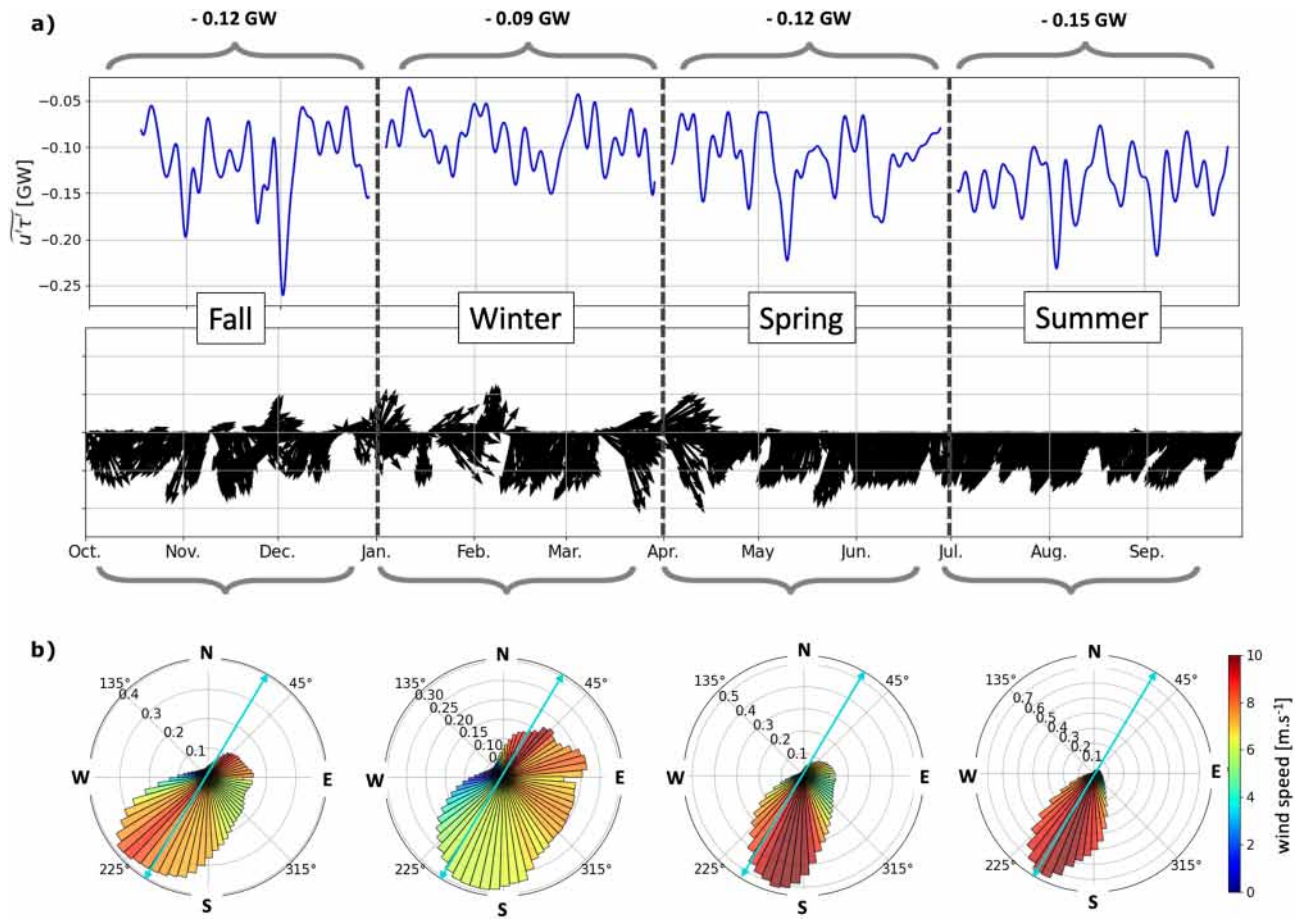 a)
- 0.12 GW
- 0.09 GW
- 0.12 GW
- 0.15 GW
−0.05
−0.10
−0.15
−0.20
−0.25
u'τ' [GW]
Fall
Winter
Spring
Summer
Oct.
Nov.
Dec.
Jan.
Feb.
Mar.
Apr.
May
Jun.
Jul.
Aug.
Sep.
b)
N
135°
45°
0.4
0.3
0.2
0.1
W
E
225°
315°
S
N
135°
45°
0.30
0.25
0.20
0.15
0.10
W
E
225°
315°
S
N
135°
45°
0.5
0.4
0.3
0.2
0.1
W
E
225°
315°
S
N
135°
45°
0.7
0.6
0.5
0.4
0.3
0.2
0.1
W
E
225°
315°
S
10
8
6
4
2
0
wind speed [m.s-1]